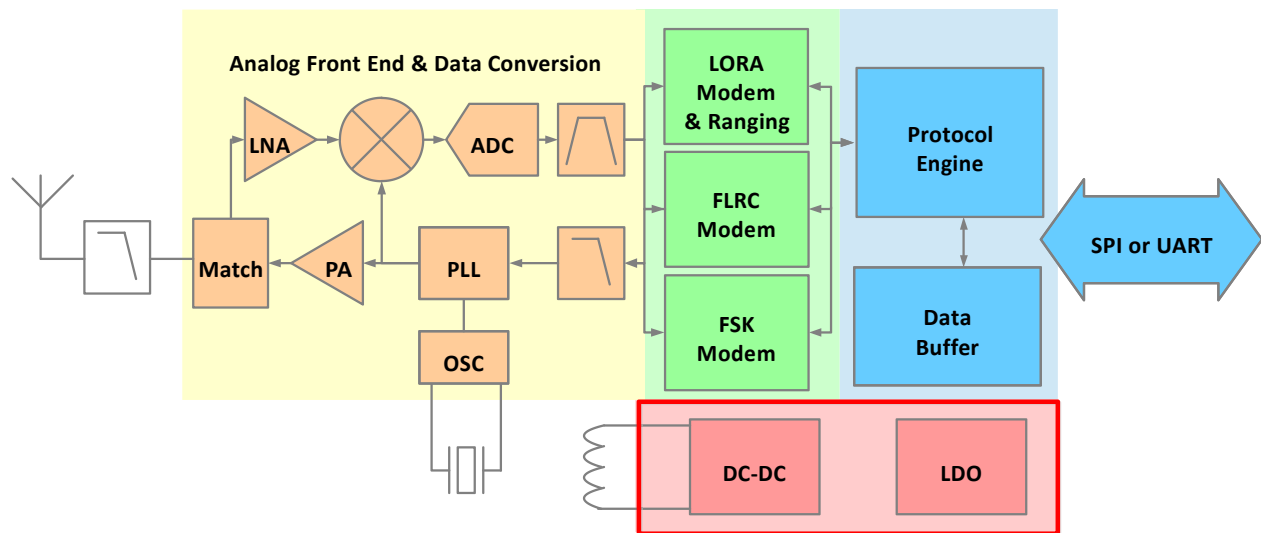 Analog Front End & Data Conversion
LNA
ADC
Match
PA
PLL
OSC
LORA
Modem
& Ranging
FLRC
Modem
FSK
Modem
Protocol
Engine
Data
Buffer
SPI or UART
DC-DC
LDO